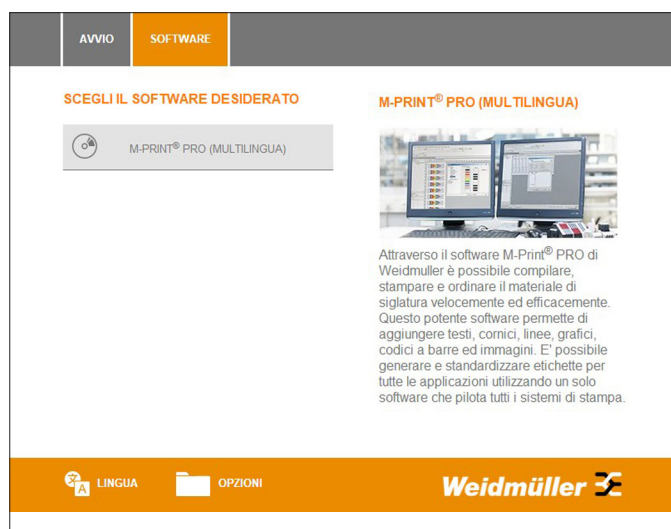 AVVIO
SOFTWARE
SCEGLI IL SOFTWARE DESIDERATO
M-PRINT® PRO (MULTILINGUA)
M-PRINT® PRO (MULTILINGUA)
Attraverso il software M-Print® PRO di
Weidmuller è possibile compilare,
stampare e ordinare il materiale di
siglatura velocemente ed efficacemente.
Questo potente software permette di
aggiungere testi, cornici, linee, grafici,
codici a barre ed immagini. E' possibile
generare e standardizzare etichette per
tutte le applicazioni utilizzando un solo
software che pilota tutti i sistemi di stampa.
LINGUA
OPZIONI
Weidmüller